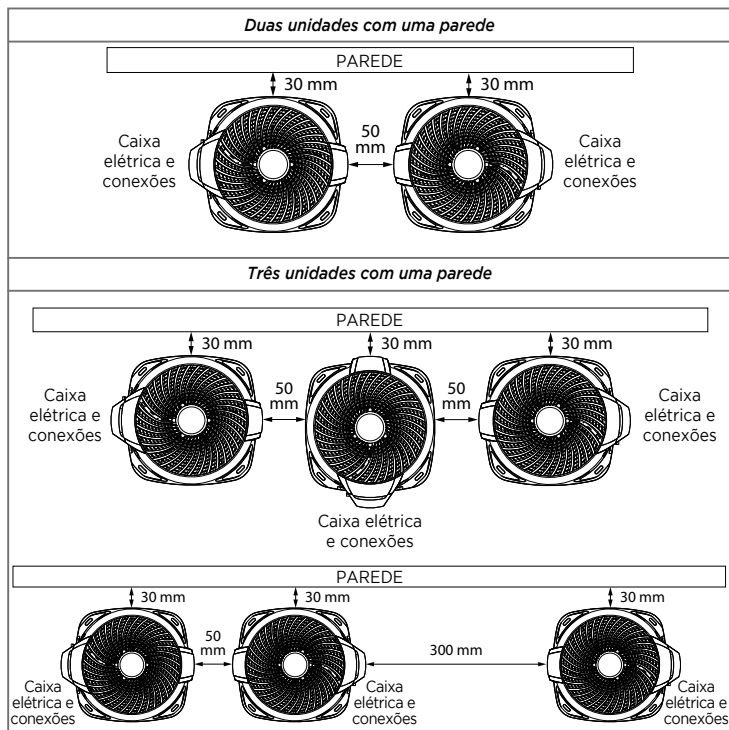 Duas unidades com uma parede
PAREDE
30 mm
30 mm
Caixa
elétrica e
conexões
50
mm
Caixa
elétrica e
conexões
Três unidades com uma parede
PAREDE
30 mm
30 mm
30 mm
Caixa
elétrica e
conexões
50
mm
50
mm
Caixa
elétrica e
conexões
Caixa elétrica
e conexões
PAREDE
30 mm
30 mm
30 mm
50
mm
300 mm
Caixa
elétrica e
conexões
Caixa
elétrica e
conexões
Caixa
elétrica e
conexões